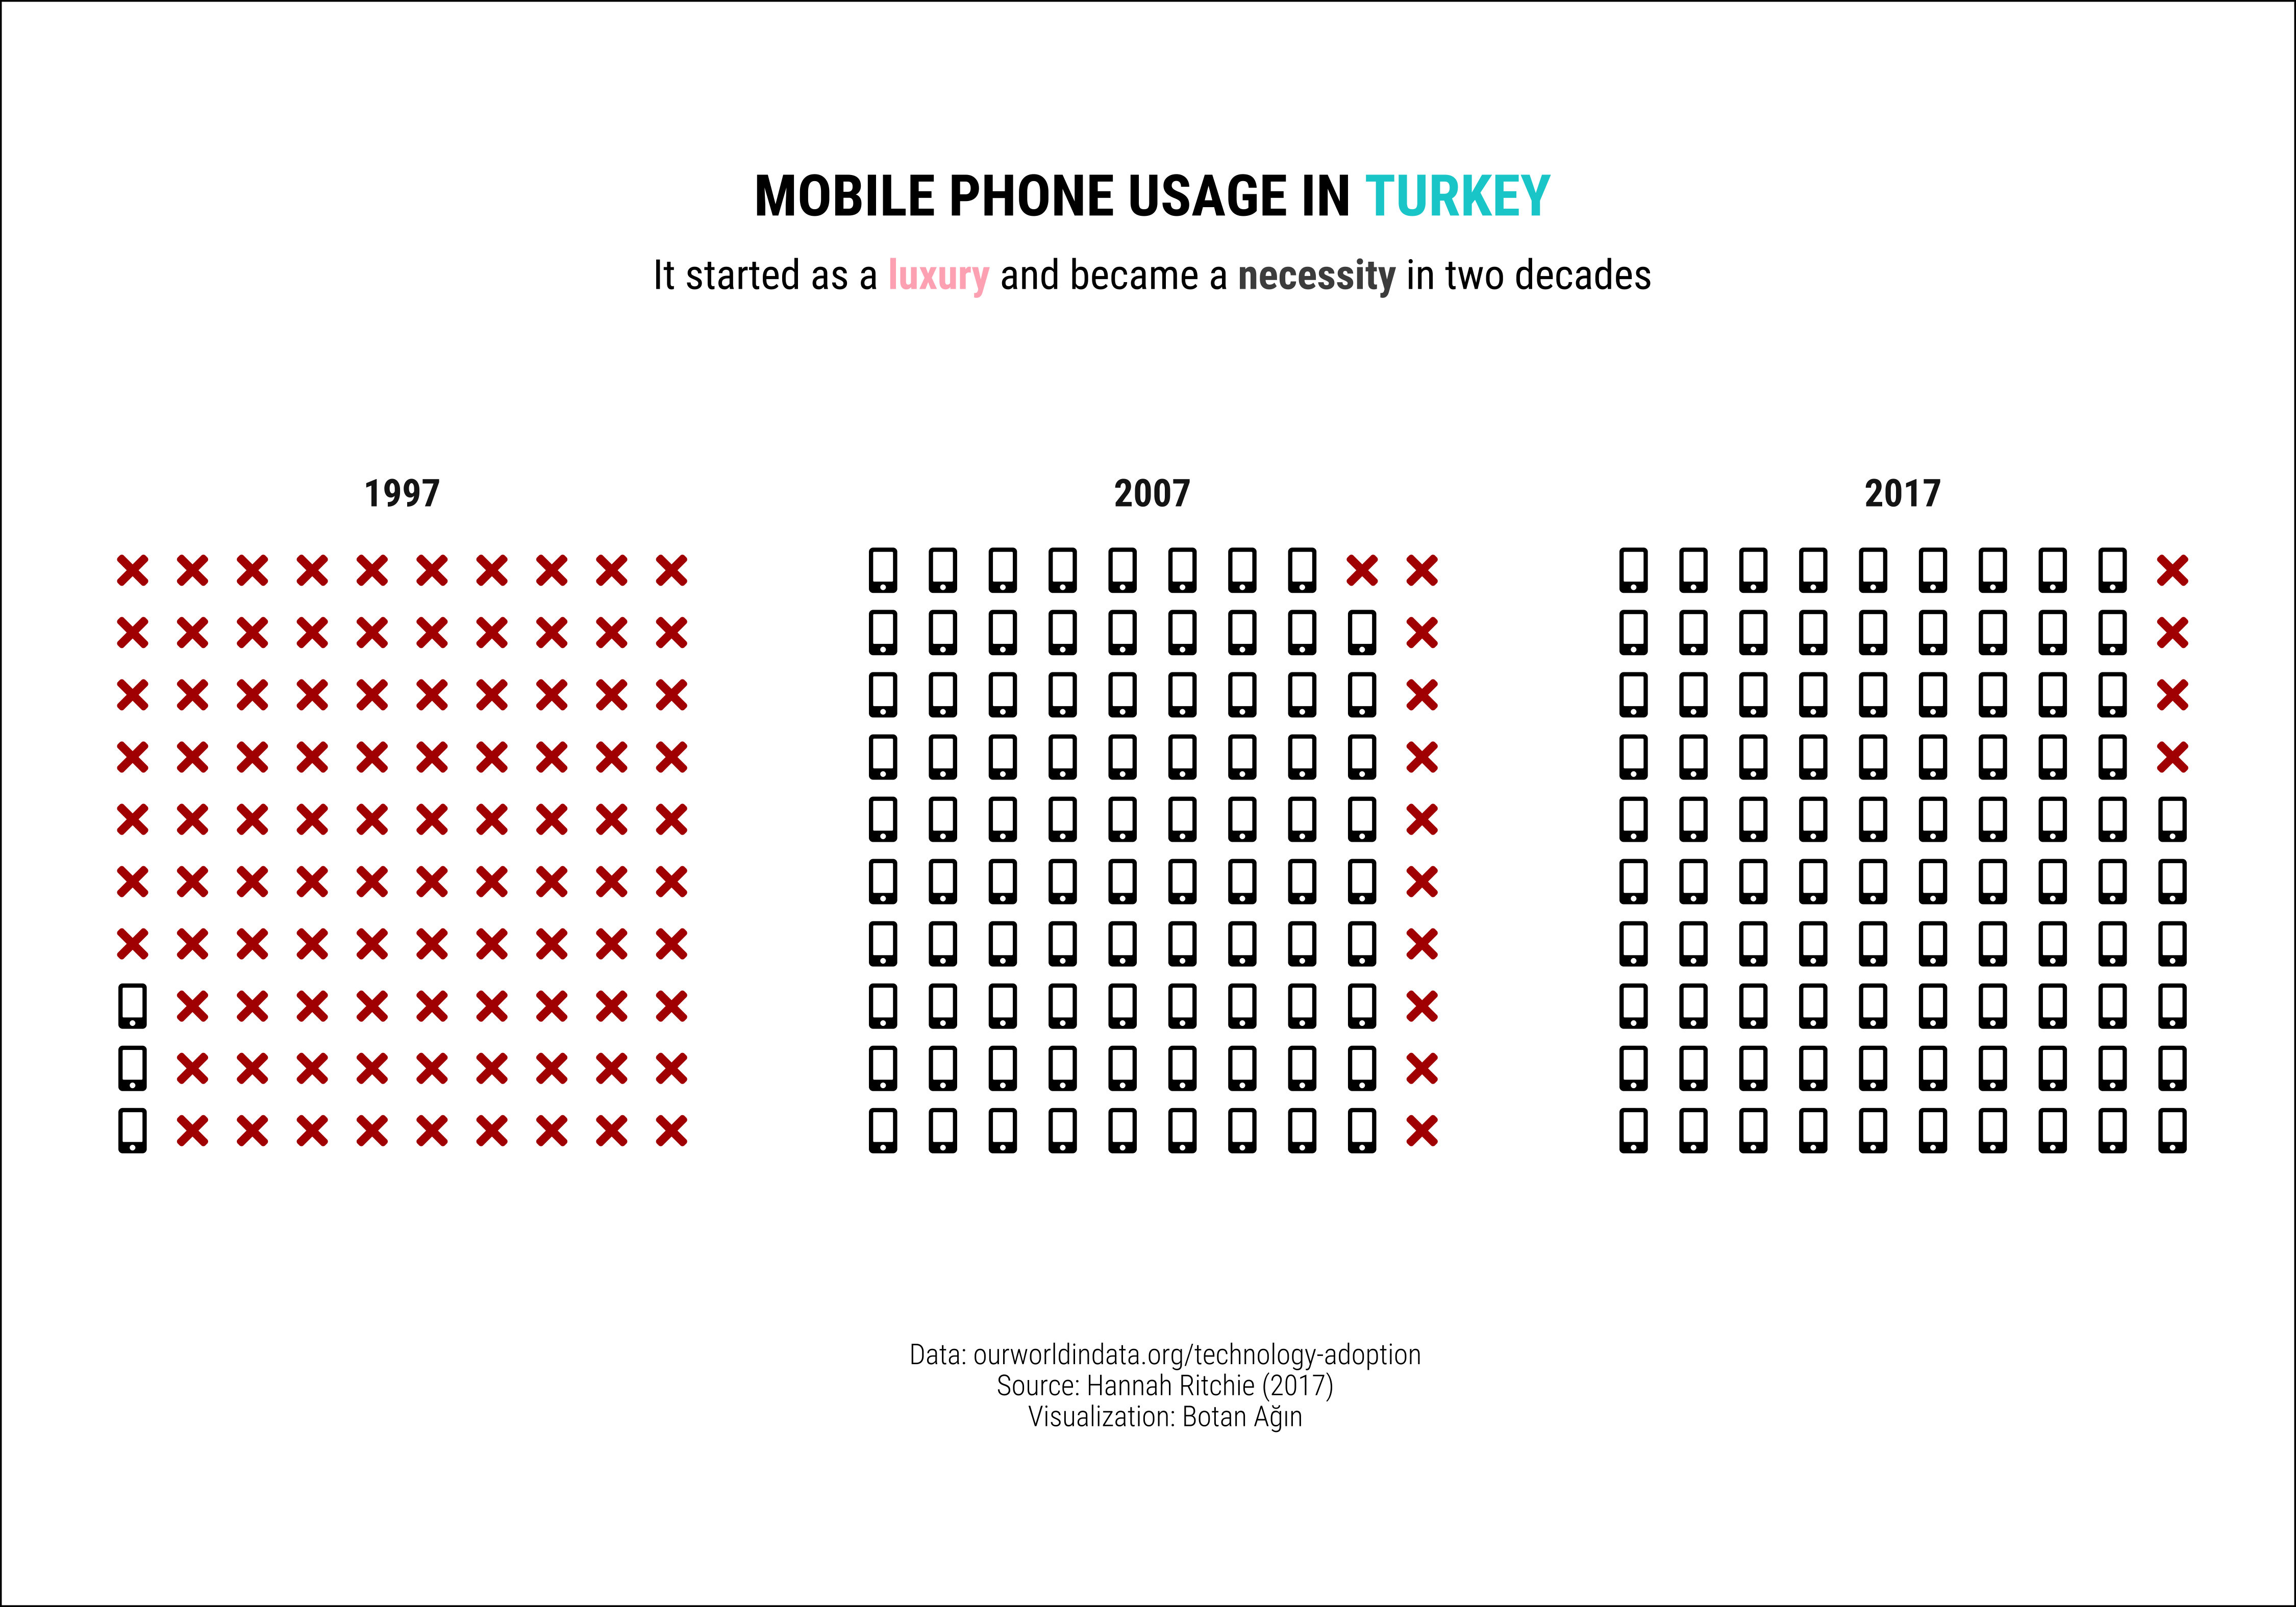 MOBILE PHONE USAGE IN TURKEY
It started as a luxury and became a necessity in two decades
1997
2007
2017
Data: ourworldindata.org/technology-adoption
Source: Hannah Ritchie (2017)
Visualization: Botan Ağın